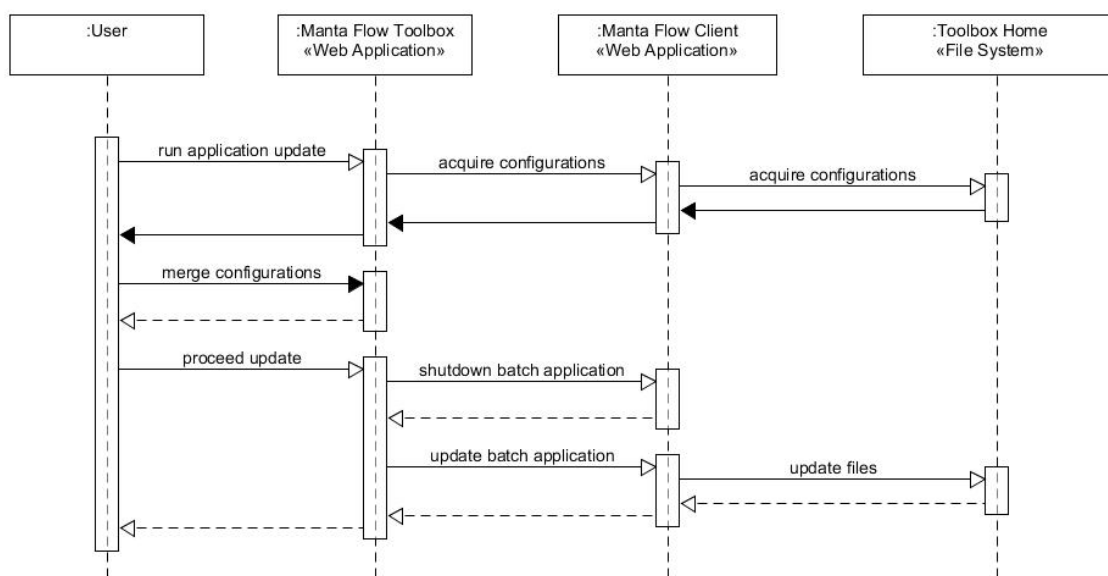 :User
:Manta Flow Toolbox
«Web Application»
:Manta Flow Client
«Web Application»
:Toolbox Home
«File System»
run application update
acquire configurations
acquire configurations
merge configurations
proceed update
shutdown batch application
update batch application
update files